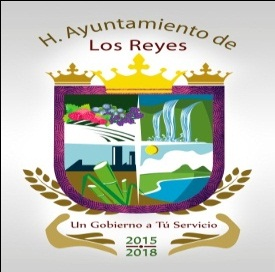 H. Ayuntamiento de
Los Reyes
Un Gobierno a Tú Servicio
2015
2018